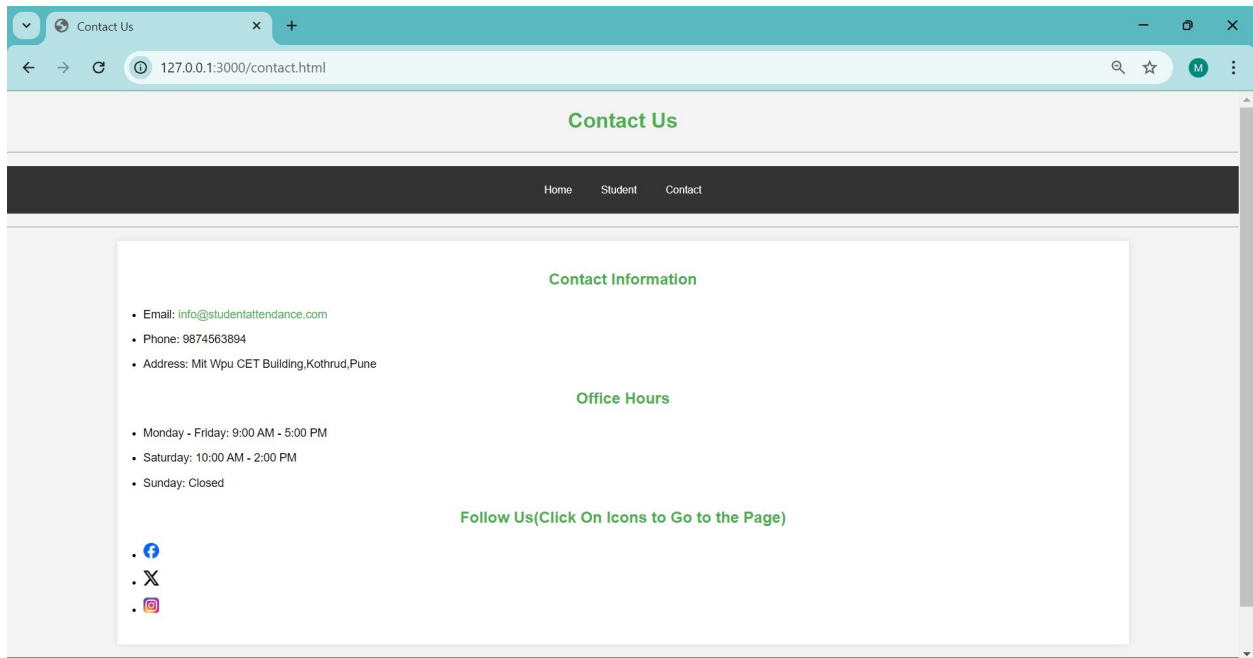 Contact Us
127.0.0.1:3000/contact.html
M
Contact Us
Home Student Contact
Contact Information
• Email: info@studentattendance.com
• Phone: 9874563894
• Address: Mit Wpu CET Building,Kothrud,Pune
Office Hours
• Monday - Friday: 9:00 AM - 5:00 PM
• Saturday: 10:00 AM - 2:00 PM
• Sunday: Closed
Follow Us(Click On Icons to Go to the Page)